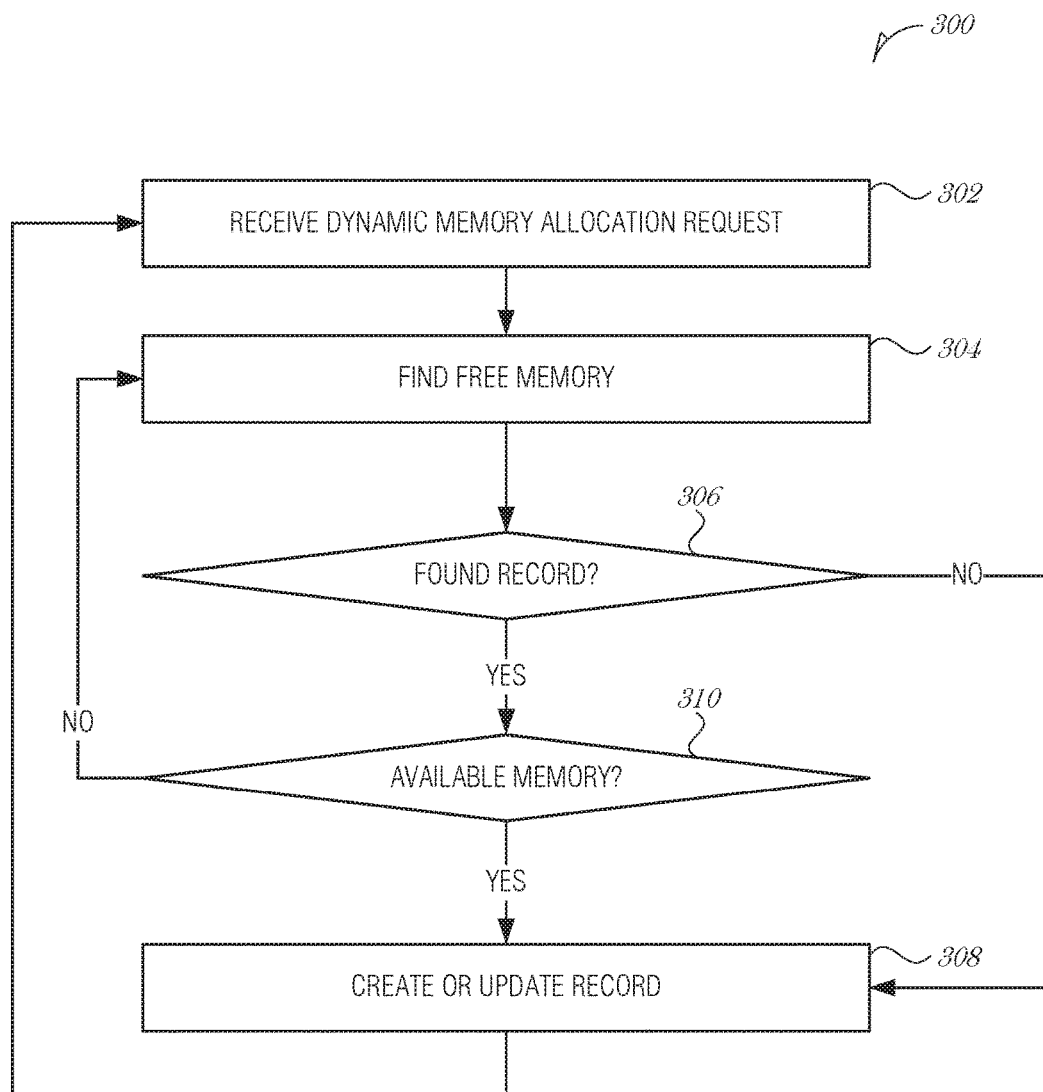 300
RECEIVE DYNAMIC MEMORY ALLOCATION REQUEST
302
FIND FREE MEMORY
304
306
FOUND RECORD?
NO
YES
310
NO
AVAILABLE MEMORY?
YES
CREATE OR UPDATE RECORD
308